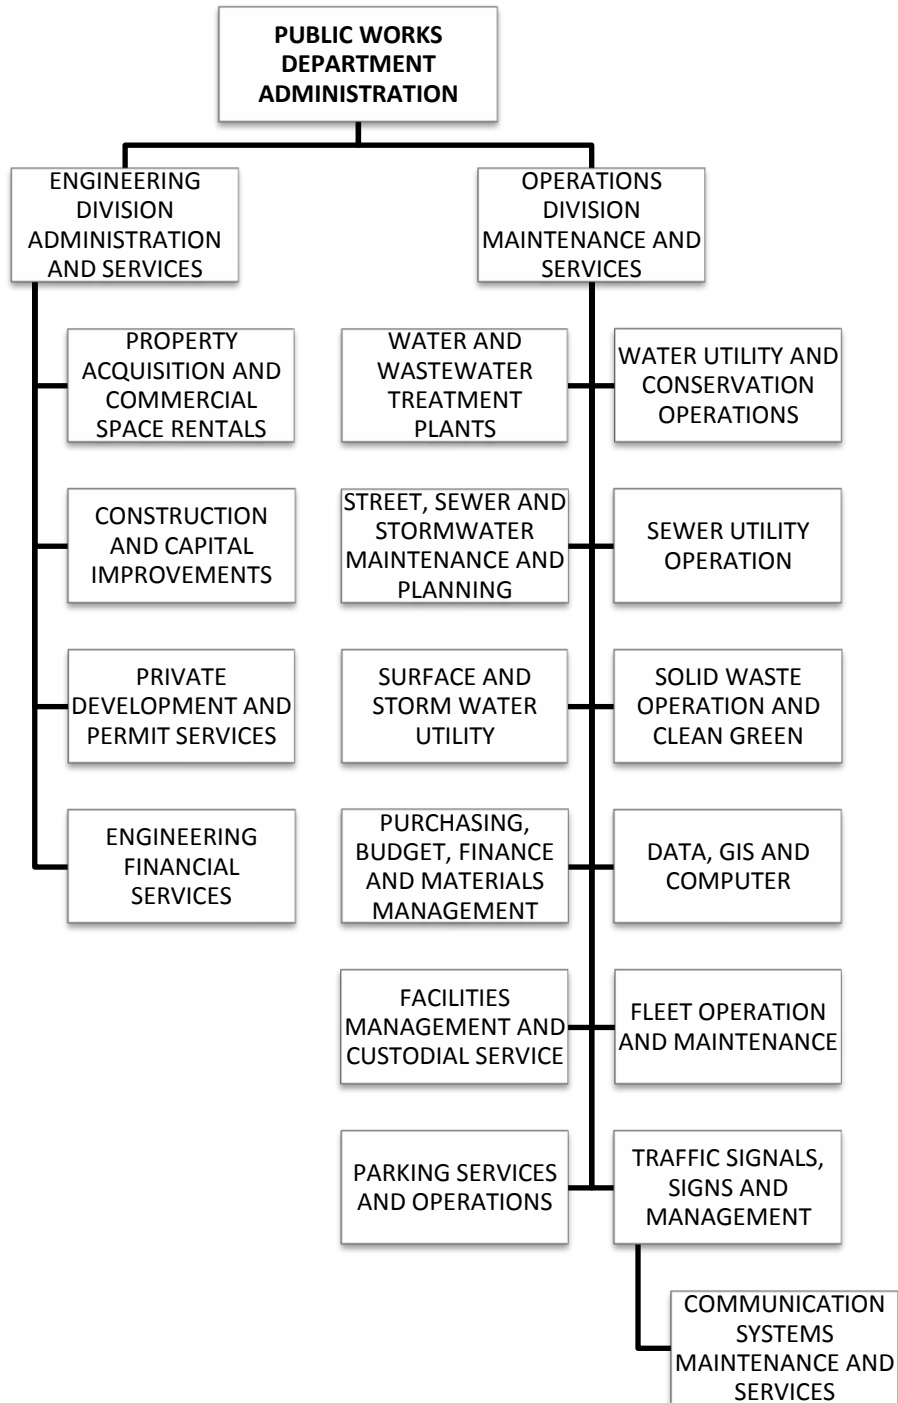 PUBLIC WORKS
DEPARTMENT
ADMINISTRATION
ENGINEERING
DIVISION
ADMINISTRATION
AND SERVICES
OPERATIONS
DIVISION
MAINTENANCE AND
SERVICES
PROPERTY
ACQUISITION AND
COMMERCIAL
SPACE RENTALS
CONSTRUCTION
AND CAPITAL
IMPROVEMENTS
PRIVATE
DEVELOPMENT AND
PERMIT SERVICES
ENGINEERING
FINANCIAL
SERVICES
WATER AND
WASTEWATER
TREATMENT
PLANTS
WATER UTILITY AND
CONSERVATION
OPERATIONS
STREET, SEWER AND
STORMWATER
MAINTENANCE AND
PLANNING
SEWER UTILITY
OPERATION
SURFACE AND
STORM WATER
UTILITY
SOLID WASTE
OPERATION AND
CLEAN GREEN
PURCHASING,
BUDGET, FINANCE
AND MATERIALS
MANAGEMENT
DATA, GIS AND
COMPUTER
FACILITIES
MANAGEMENT AND
CUSTODIAL SERVICE
FLEET OPERATION
AND MAINTENANCE
PARKING SERVICES
AND OPERATIONS
TRAFFIC SIGNALS,
SIGNS AND
MANAGEMENT
COMMUNICATION
SYSTEMS
MAINTENANCE AND
SERVICES